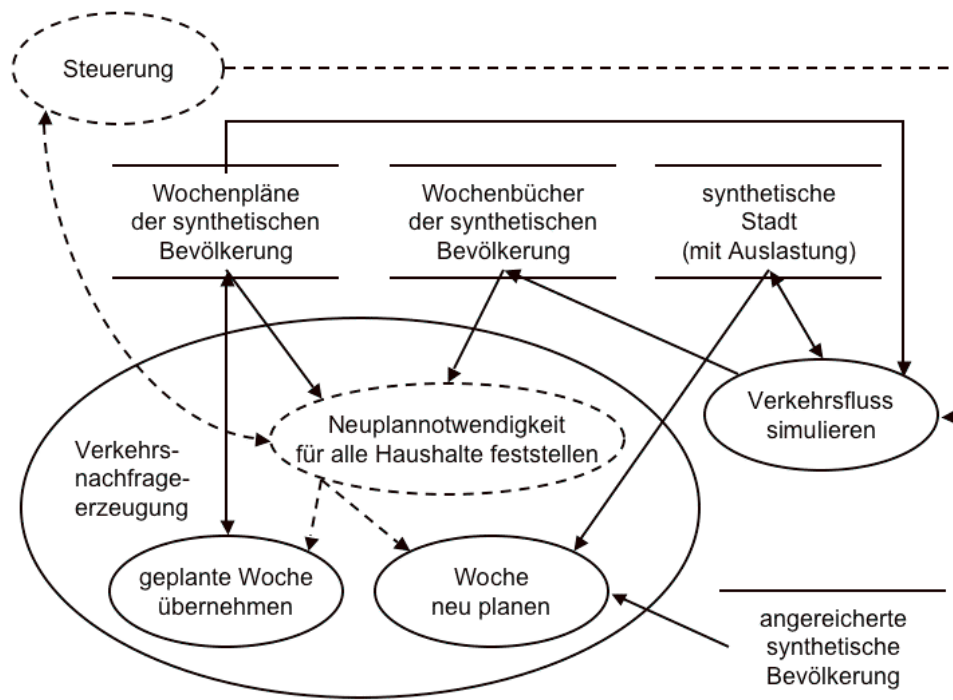 Steuerung
Wochenpläne
der synthetischen
Bevölkerung
Wochenbücher
der synthetischen
Bevölkerung
synthetische
Stadt
(mit Auslastung)
Verkehrsfluss
simulieren
Neuplannotwendigkeit
für alle Haushalte feststellen
Verkehrs-
nachfrage-
erzeugung
geplante Woche
übernehmen
Woche
neu planen
angereicherte
synthetische
Bevölkerung